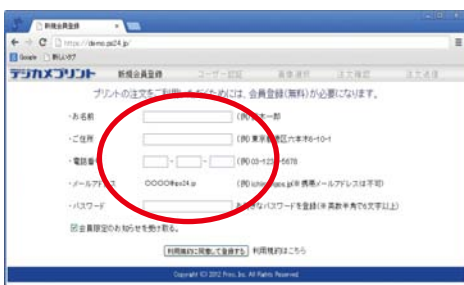 新規会員登録
https://demo.ps24.jp/
Google 新しいタブ
デジカメプリント 新規会員登録 ユーザー認証 画像選択 注文確認 注文送信
プリントの注文をご利用いただくためには、会員登録(無料)が必要になります。
・お名前 (例) 木一郎
・ご住所 (例) 東京都港区六本木6-10-1
・電話番号 - - (例) 03-1234-5678
・メールアドレス OOOO@ps24.jp (※携帯メールアドレスは不可)
・パスワード お好きなパスワードを登録(※英数半角で6文字以上)
会員限定のお知らせを受け取る。
利用規約に同意して登録する 利用規約はこちら
Copyright (C) 2012 Inc. All Rights Reserved.